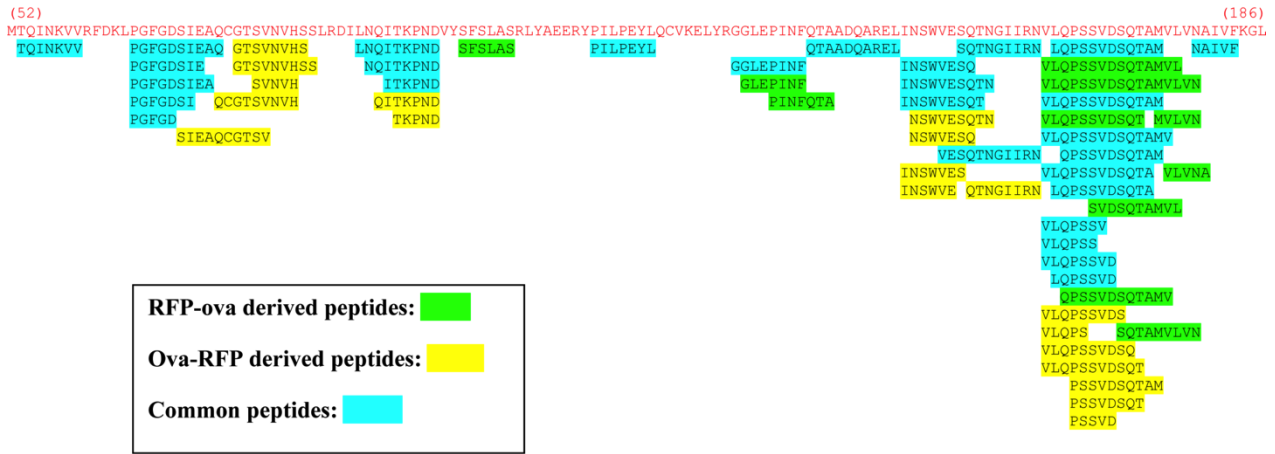 (52) (186)
MTQINKVVRFDKLPGFGDSIEAQCGTSVNVHSSLRDILNQITKPNDVYSFSLASRLYAEERYPILPEYLQCVKELYRGGLEPINFQTAADQARELINSWVESQTNGIIRNVLQPSSVDSQTAMVLVNAIVFKGL
TQINKVV PGFGDSIEAQ GTSVNVHS LNQITKPND SFSLAS PILPEYL QTAADQAREL SQTNGIIRN LQPSSVDSQTAM NAIVF
PGFGDSIE GTSVNVHSS NQITKPND GGLEPINF INSWVESQ VLQPSSVDSQTAMVL
PGFGDSIEA SVNVH ITKPND GLEPINF INSWVESQTN VLQPSSVDSQTAMVLVN
PGFGDSI QCGTSVNVH QITKPND PINFQTA INSWVESQT VLQPSSVDSQTAM
PGFGD TKPND NSWVESQTN VLQPSSVDSQT MVLVN
SIEAQCGTSV NSWVESQ VLQPSSVDSQTAMV
VESQTNGIIRN QPSSVDSQTAM
INSWVES VLQPSSVDSQTA VLVNA
INSWVE QTNGIIRN LQPSSVDSQTA
SVDSQTAMVL
VLQPSSV
VLQPSS
VLQPSSVD
LQPSSVD
QPSSVDSQTAMV
VLQPSSVDS
VLQPS SQTAMVLVN
VLQPSSVDSQ
VLQPSSVDSQT
PSSVDSQTAM
PSSVDSQT
PSSVD
RFP-ova derived peptides:
Ova-RFP derived peptides:
Common peptides: